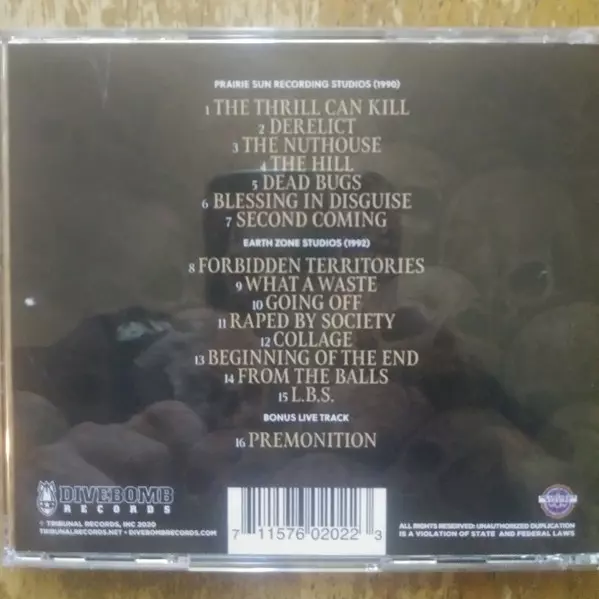 PRAIRIE SUN RECORDING STUDIOS (1990)
1 THE THRILL CAN KILL
2 DERELICT
3 THE NUTHOUSE
4 THE HILL
5 DEAD BUGS
6 BLESSING IN DISGUISE
7 SECOND COMING
EARTH ZONE STUDIOS (1992)
8 FORBIDDEN TERRITORIES
9 WHAT A WASTE
10 GOING OFF
11 RAPED BY SOCIETY
12 COLLAGE
13 BEGINNING OF THE END
14 FROM THE BALLS
15 L.B.S.
BONUS LIVE TRACK
16 PREMONITION
DIVEBOMB
RECORDS
© TRIBUNAL RECORDS, INC 2020
TRIBUNALRECORDS.NET • DIVEBOMBRECORDS.COM
7 11576 02022 3
ALL RIGHTS RESERVED: UNAUTHORIZED DUPLICATION
IS A VIOLATION OF STATE AND FEDERAL LAWS